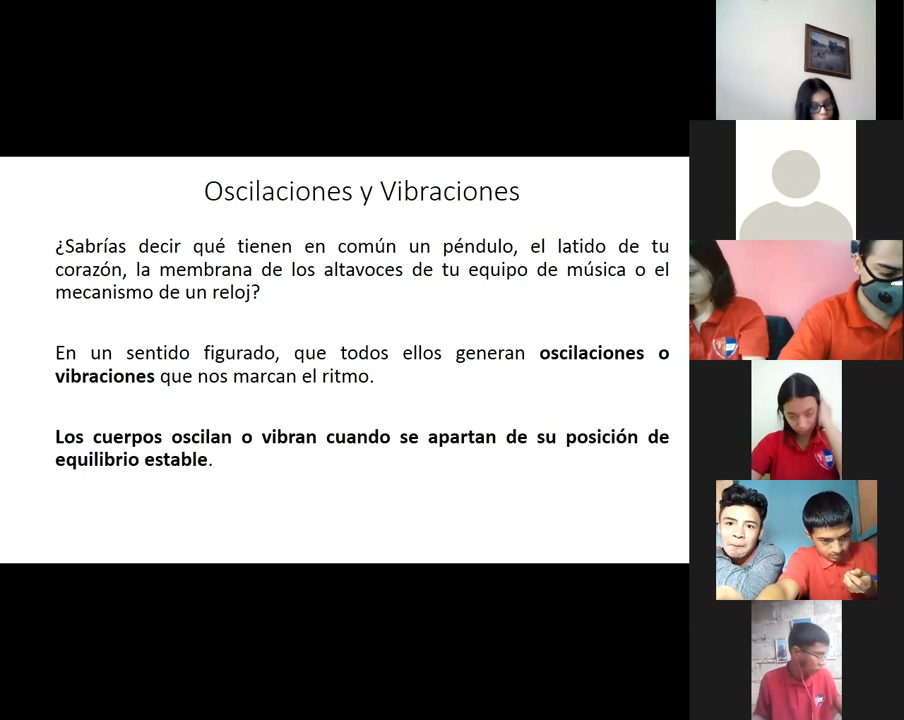 Oscilaciones y Vibraciones
¿Sabrías decir qué tienen en común un péndulo, el latido de tu
corazón, la membrana de los altavoces de tu equipo de música o el
mecanismo de un reloj?
En un sentido figurado, que todos ellos generan oscilaciones o
vibraciones que nos marcan el ritmo.
Los cuerpos oscilan o vibran cuando se apartan de su posición de
equilibrio estable.